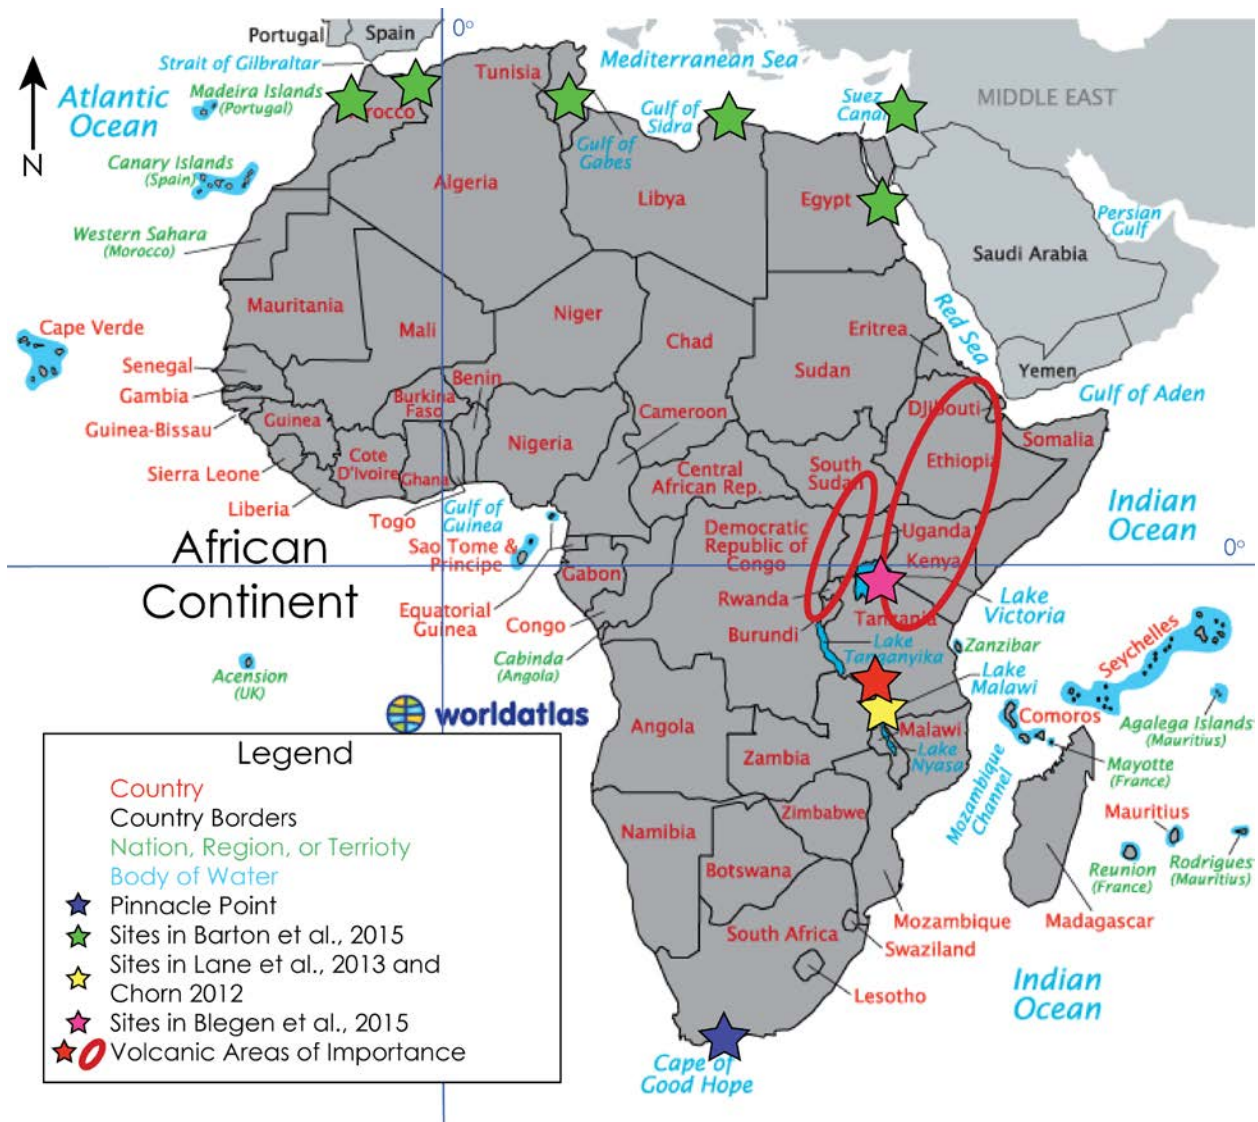 Portugal
Spain
0°
Strait of Gilbraltar
Mediterranean Sea
Atlantic
Ocean
Madeira Islands
(Portugal)
Tunisia
Gulf of
Sidra
Suez
Canal
MIDDLE EAST
N
rocco
Gulf of
Gabes
Canary Islands
(Spain)
Algeria
Libya
Egypt
Persian
Gulf
Western Sahara
(Morocco)
Saudi Arabia
Mauritania
Mali
Niger
Chad
Eritrea
Red Sea
Cape Verde
Sudan
Yemen
Senegal
Gambia
Guinea-Bissau
Burkina
Faso
Benin
Cameroon
DJibouti
Gulf of Aden
Guinea
Nigeria
Somalia
Sierra Leone
Cote
D'Ivoire
Ghana
Central
African Rep.
South
Sudan
Ethiopia
Liberia
Togo
Gulf of
Guinea
Indian
Ocean
African
Continent
Sao Tome &
Principe
Democratic
Republic of
Congo
Uganda
Kenya
0°
Gabon
Equatorial
Guinea
Congo
Rwanda
Burundi
Tanzania
Lake
Victoria
Cabinda
(Angola)
Lake
Tanganyika
Zanzibar
Seychelles
Acension
(UK)
Lake
Malawi
worldatlas
Angola
Zambia
Malawi
Lake
Nyasa
Comoros
Agalega Islands
(Mauritius)
Mayotte
(France)
Mozambique
Channel
Zimbabwe
Mauritius
Namibia
Botswana
Reunion
(France)
Rodrigues
(Mauritius)
Mozambique
Madagascar
South Africa
Swaziland
Lesotho
Indian
Ocean
Cape of
Good Hope
Legend
Country
Country Borders
Nation, Region, or Terrioty
Body of Water
Pinnacle Point
Sites in Barton et al., 2015
Sites in Lane et al., 2013 and
Chorn 2012
Sites in Blegen et al., 2015
Volcanic Areas of Importance